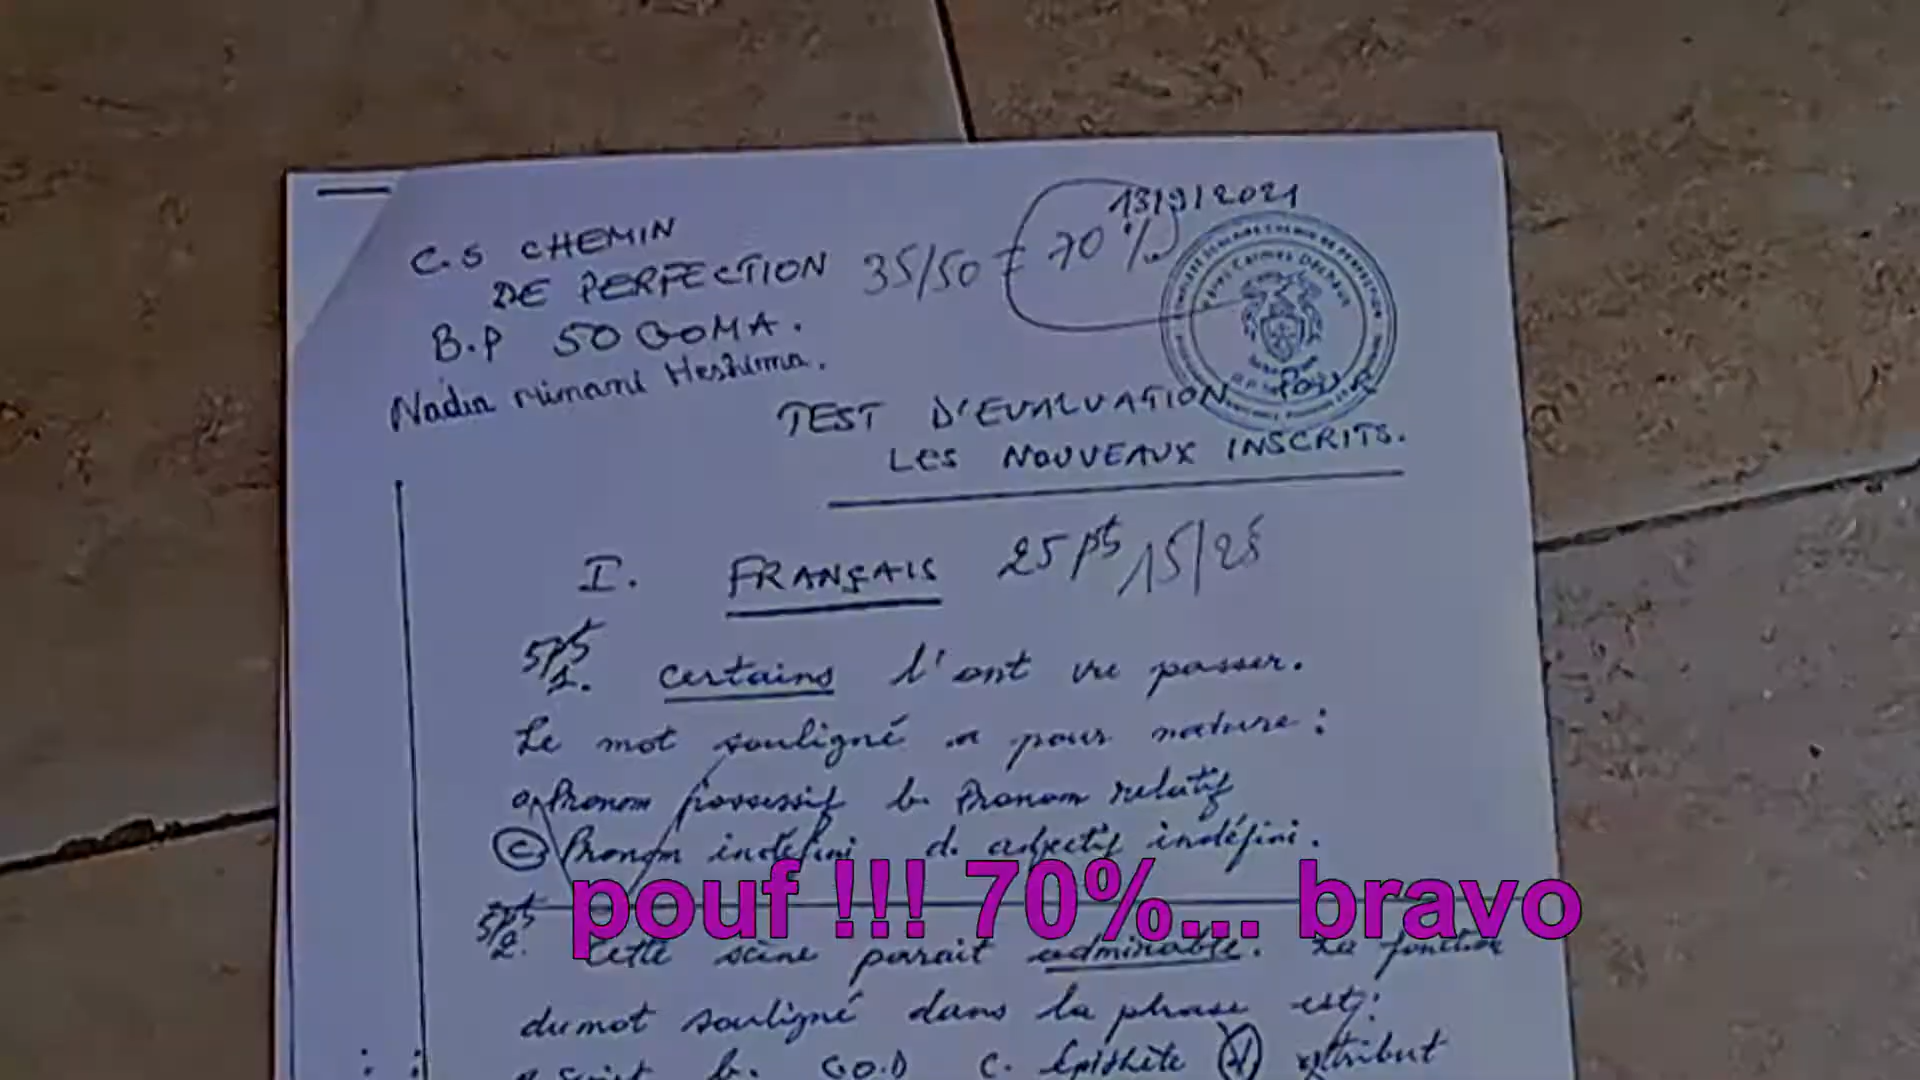 13/9/2021
C.S CHEMIN
DE PERFECTION 35/50 = 70%
B.P 50 GOMA.
Nadia Mimani Heshima.
TEST D'EVALUATION POUR
LES NOUVEAUX INSCRITS.
I. FRANÇAIS 25 pts 15/25
5pts
1. Certains l'ont vu passer.
Le mot souligné a pour nature :
a. Pronom possessif b. Pronom relatif
c. Pronom indéfini d. adjectif indéfini.
pouf !!! 70%... bravo
5pts
2. Cette scène parait admirable. La fonction
du mot souligné dans la phrase est :
a. Sujet b. C.O.D c. Epithète d. attribut